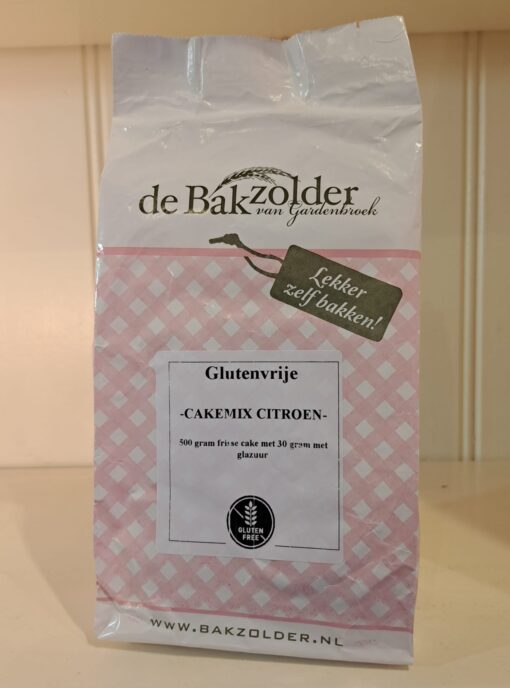 de Bakzolder
van Gardenbroek
Lekker
zelf bakken!
Glutenvrije
-CAKEMIX CITROEN-
500 gram frisse cake met 30 gram met
glazuur
GLUTEN
FREE
WWW.BAKZOLDER.NL